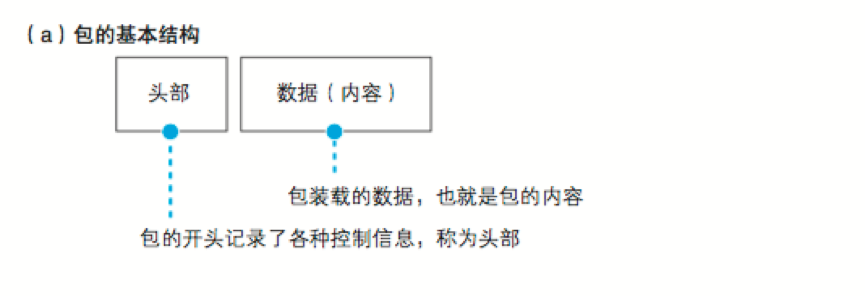 （a）包的基本结构
头部
数据（内容）
包装载的数据，也就是包的内容
包的开头记录了各种控制信息，称为头部